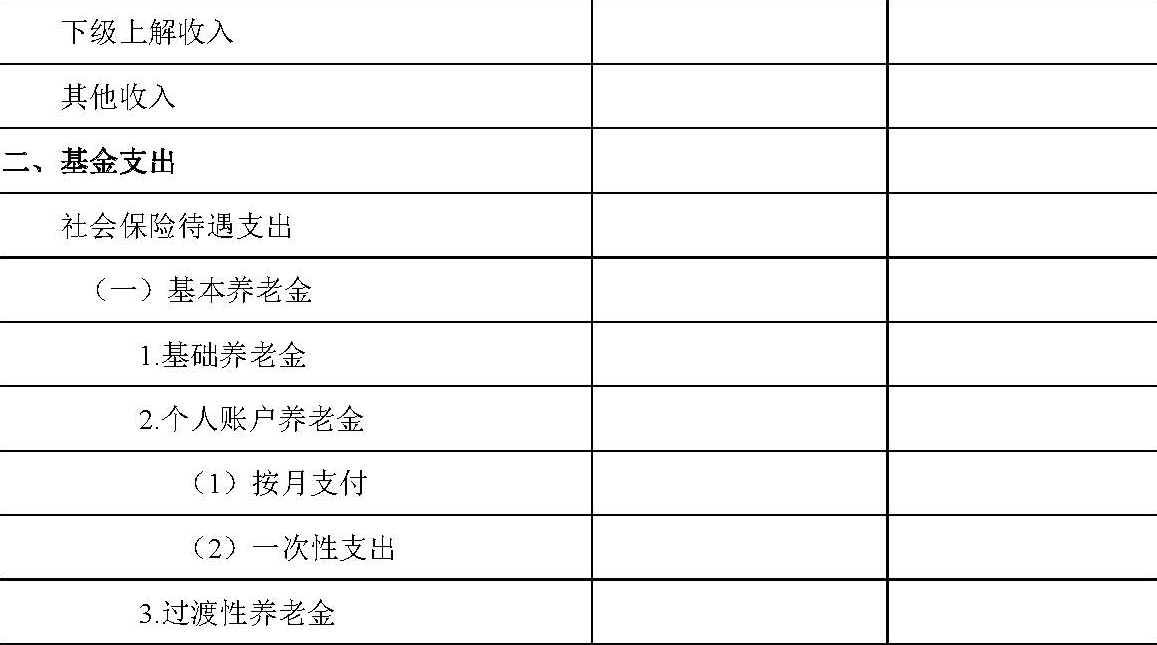 下级上解收入
其他收入
二、基金支出
社会保险待遇支出
（一）基本养老金
1.基础养老金
2.个人账户养老金
（1）按月支付
（2）一次性支出
3.过渡性养老金